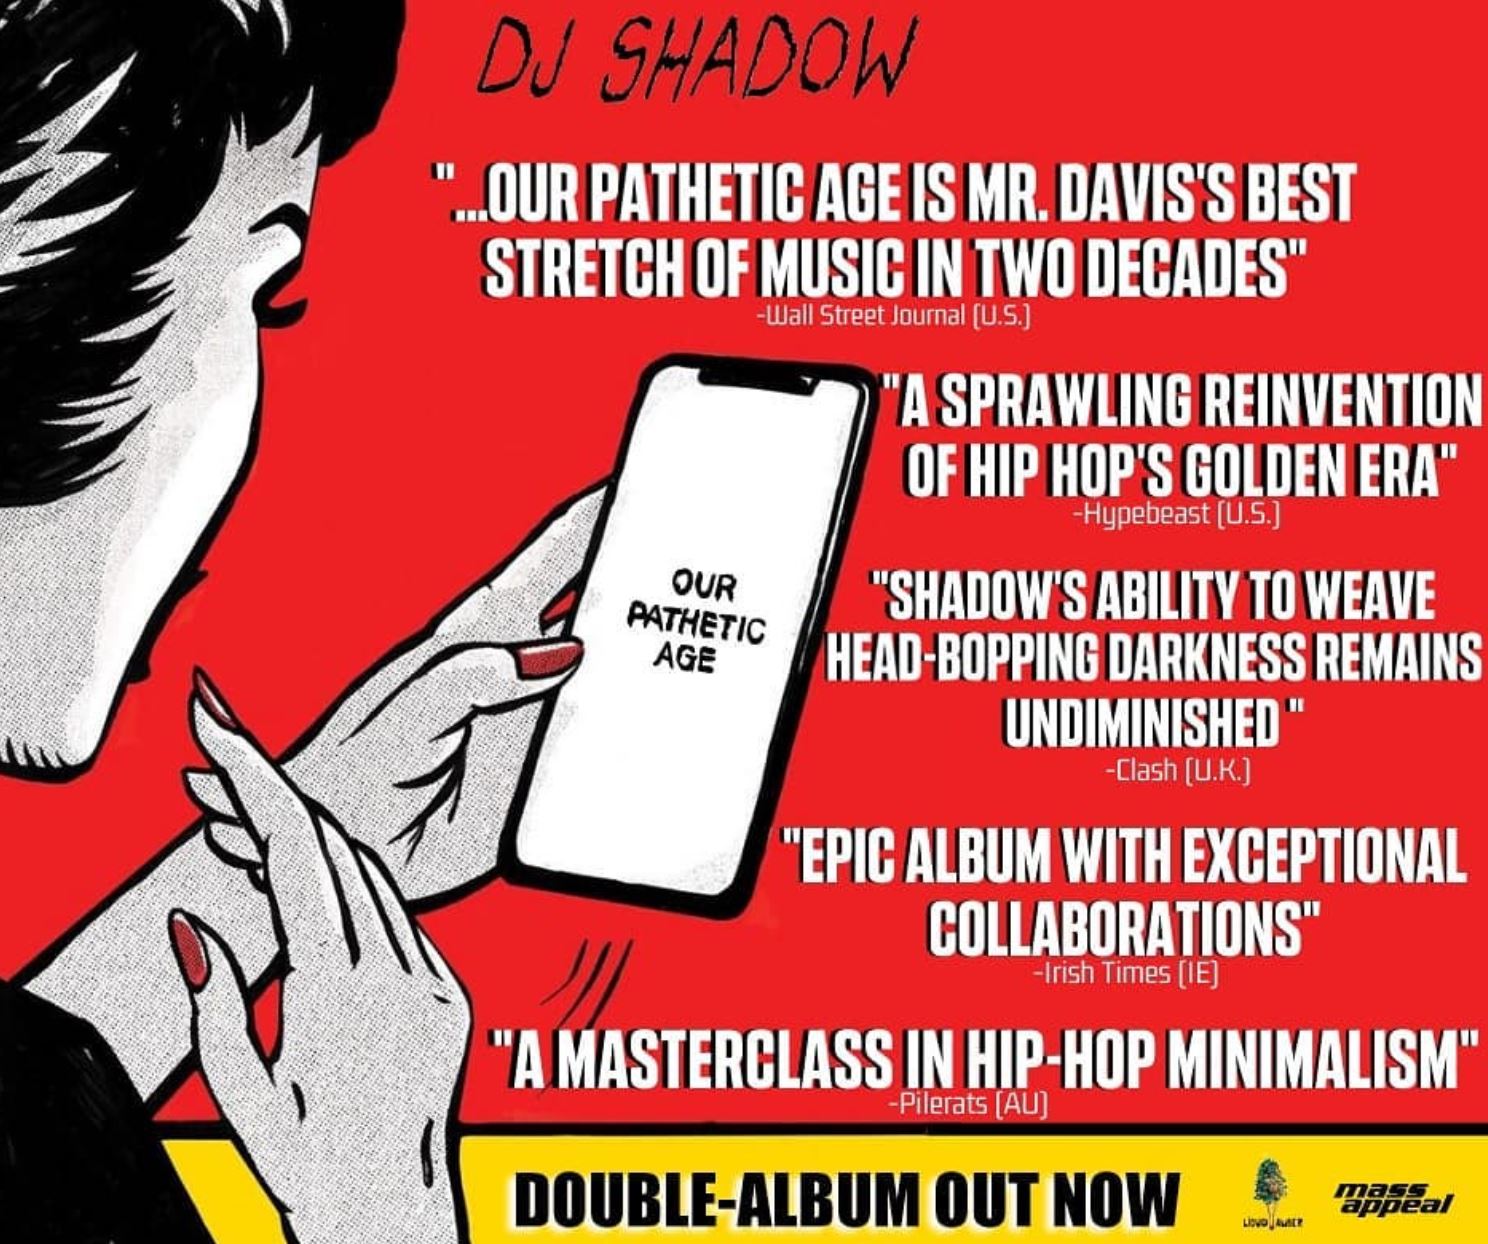 DJ SHADOW
"...OUR PATHETIC AGE IS MR. DAVIS'S BEST
STRETCH OF MUSIC IN TWO DECADES"
-Wall Street Journal [U.S.]
"A SPRAWLING REINVENTION
OF HIP HOP'S GOLDEN ERA"
-Hypebeast [U.S.]
OUR
PATHETIC
AGE
"SHADOW'S ABILITY TO WEAVE
HEAD-BOPPING DARKNESS REMAINS
UNDIMINISHED"
-Clash [U.K.]
"EPIC ALBUM WITH EXCEPTIONAL
COLLABORATIONS"
-Irish Times [IE]
"A MASTERCLASS IN HIP-HOP MINIMALISM"
-Pilerats [AU]
DOUBLE-ALBUM OUT NOW
mass
appeal